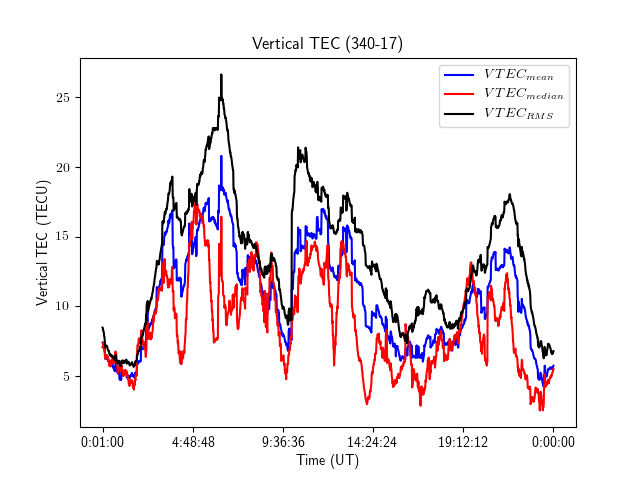 Vertical TEC (340-17)
VTEC_mean
VTEC_median
VTEC_RMS
Vertical TEC (TECU)
25
20
15
10
5
0:01:00 4:48:48 9:36:36 14:24:24 19:12:12 0:00:00
Time (UT)